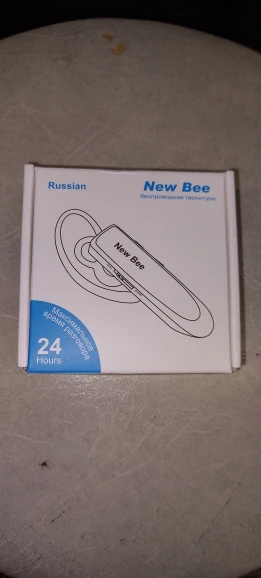 Russian
New Bee
беспроводная гарнитура
New Bee
Максимальное
время разговора
24
Hours